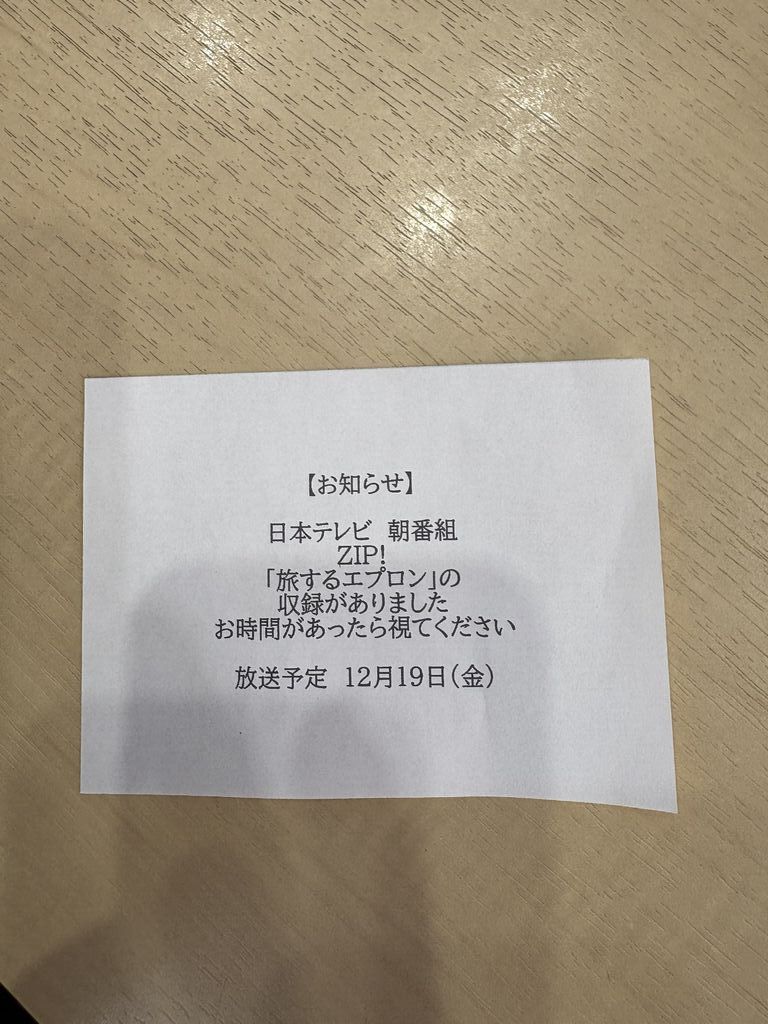 【お知らせ】
日本テレビ　朝番組
ZIP!
「旅するエプロン」の
収録がありました
お時間があったら視てください
放送予定　12月19日(金)